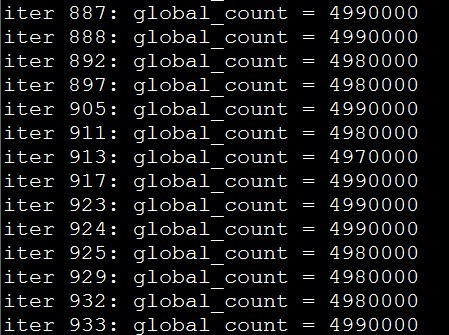 iter 887: global_count = 4990000
iter 888: global_count = 4990000
iter 892: global_count = 4980000
iter 897: global_count = 4980000
iter 905: global_count = 4990000
iter 911: global_count = 4980000
iter 913: global_count = 4970000
iter 917: global_count = 4990000
iter 923: global_count = 4990000
iter 924: global_count = 4990000
iter 925: global_count = 4980000
iter 929: global_count = 4980000
iter 932: global_count = 4980000
iter 933: global_count = 4990000